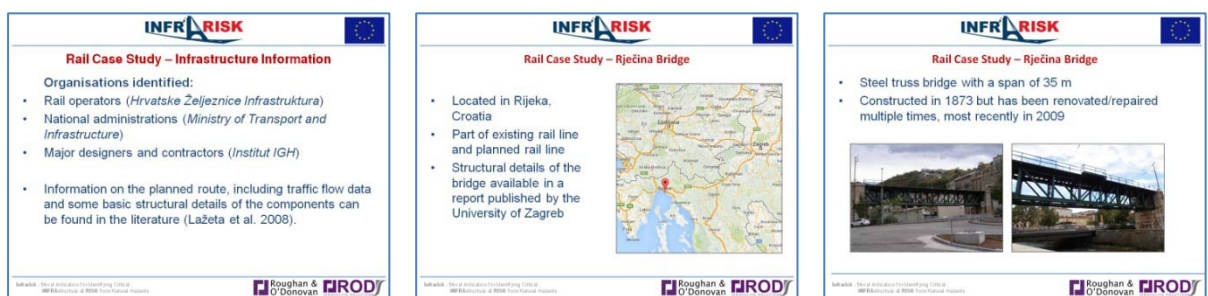 INFRARISK
Rail Case Study – Infrastructure Information
Organisations identified:
• Rail operators (Hrvatske Željeznice Infrastruktura)
• National administrations (Ministry of Transport and
Infrastructure)
• Major designers and contractors (Institut IGH)
• Information on the planned route, including traffic flow data
and some basic structural details of the components can
be found in the literature (Lažeta et al. 2008).
Roughan &
O'Donovan
ROD
INFRARISK
Rail Case Study – Rječina Bridge
• Located in Rijeka,
Croatia
• Part of existing rail line
and planned rail line
• Structural details of the
bridge available in a
report published by the
University of Zagreb
Ljubljana
Zagreb
Roughan &
O'Donovan
ROD
INFRARISK
Rail Case Study – Rječina Bridge
• Steel truss bridge with a span of 35 m
• Constructed in 1873 but has been renovated/repaired
multiple times, most recently in 2009
Roughan &
O'Donovan
ROD